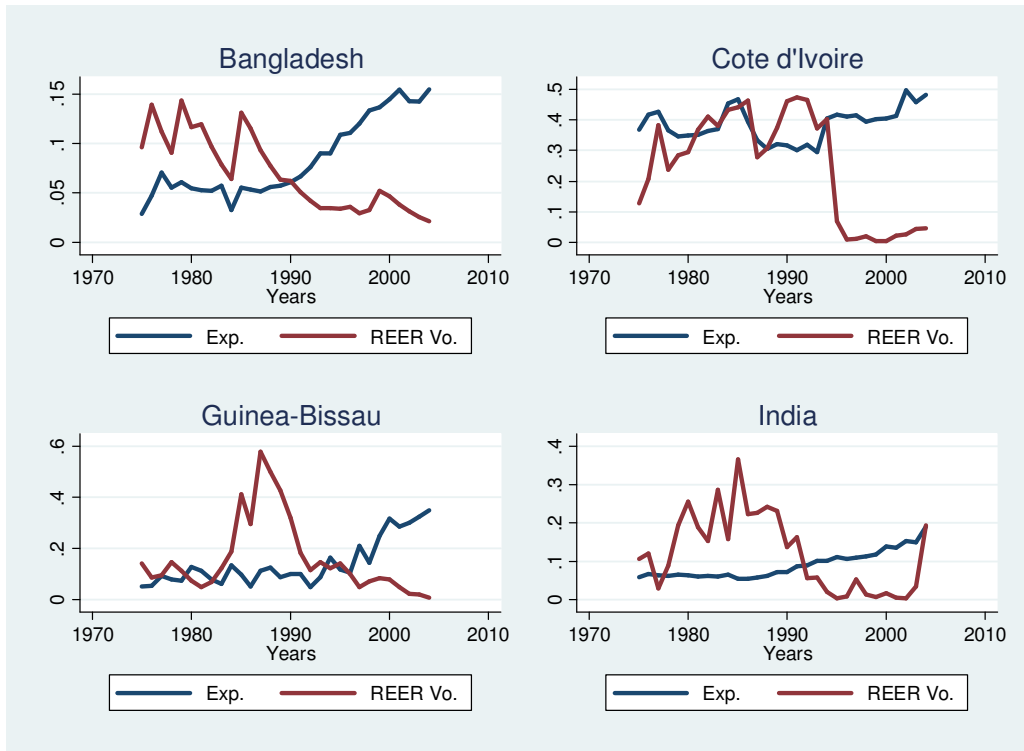 Bangladesh
.15
.1
.05
0
1970 1980 1990 2000 2010
Years
Exp. REER Vo.
Cote d'Ivoire
.5
.4
.3
.2
.1
0
1970 1980 1990 2000 2010
Years
Exp. REER Vo.
Guinea-Bissau
.6
.4
.2
0
1970 1980 1990 2000 2010
Years
Exp. REER Vo.
India
.4
.3
.2
.1
0
1970 1980 1990 2000 2010
Years
Exp. REER Vo.